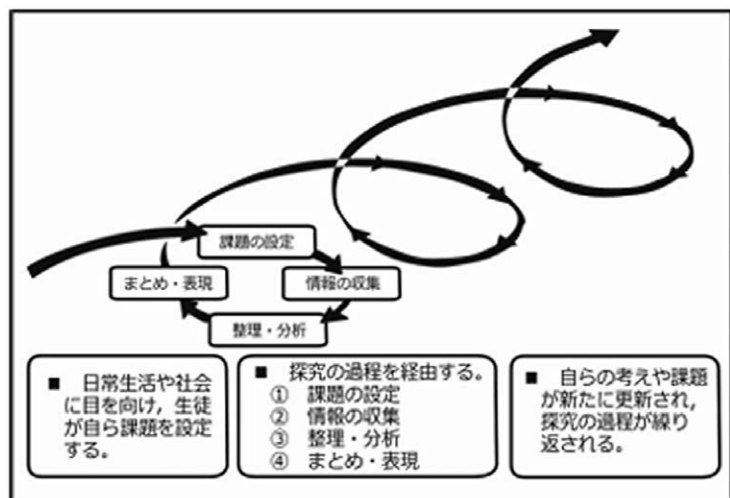 課題の設定
まとめ・表現
情報の収集
整理・分析
■ 日常生活や社会
に目を向け，生徒
が自ら課題を設定
する。
■ 探究の過程を経由する。
① 課題の設定
② 情報の収集
③ 整理・分析
④ まとめ・表現
■ 自らの考えや課題
が新たに更新され，
探究の過程が繰り
返される。